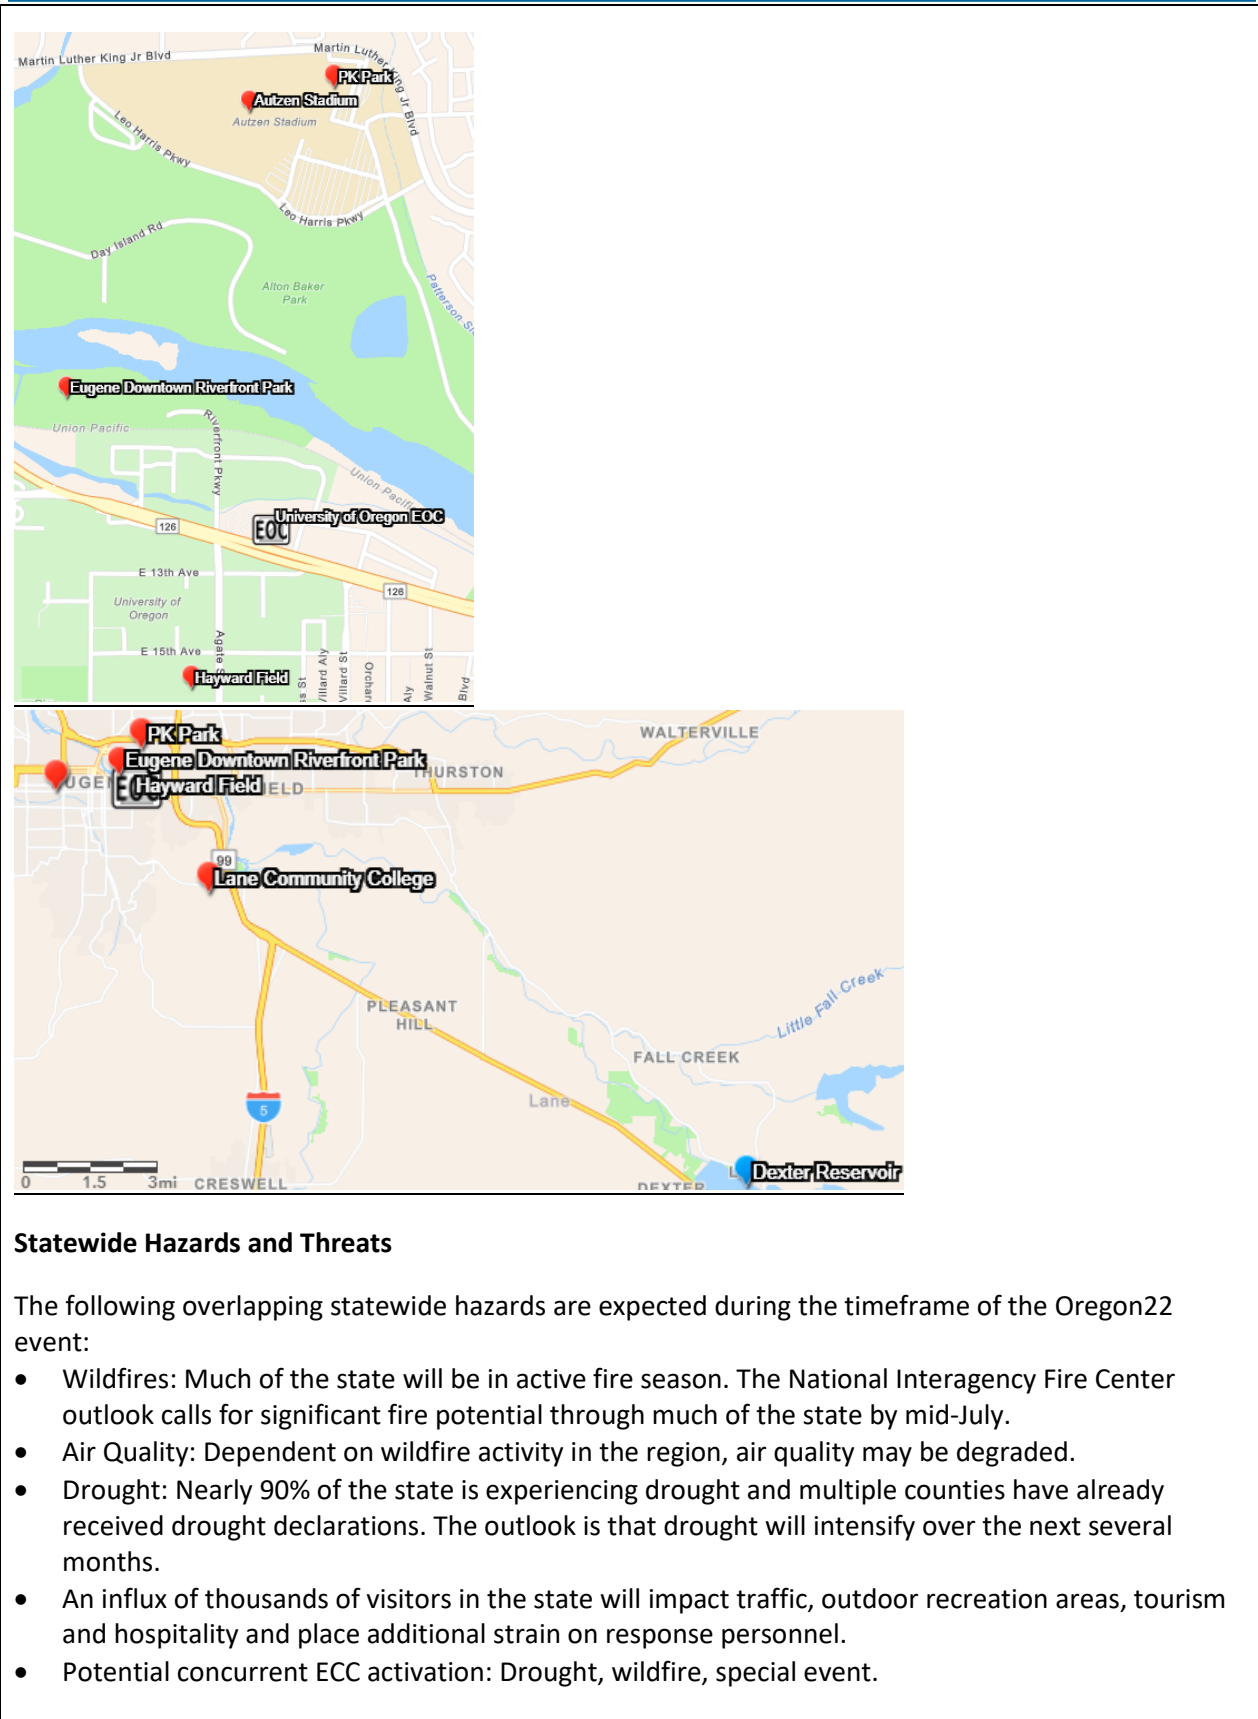 Martin Luther King Jr Blvd
Martin Luther King Jr Blvd
PK Park
Autzen Stadium
Autzen Stadium
Leo Harris Pkwy
Leo Harris Pkwy
Day Island Rd
Alton Baker
Park
Patterson
Eugene Downtown Riverfront Park
Union Pacific
Riverfront Pkwy
Union Pacific
University of Oregon EOC
EOC
126
E 13th Ave
126
University of
Oregon
E 15th Ave
Agate
Hayward Field
Villard Aly
Villard St
Aly
Walnut St
Blvd
PK Park
WALTERVILLE
Eugene Downtown Riverfront Park
THURSTON
Hayward Field
99
Lane Community College
Little Fall Creek
PLEASANT
HILL
FALL CREEK
Lane
5
Dexter Reservoir
0 1.5 3mi
CRESWELL
DEXTER
Statewide Hazards and Threats
The following overlapping statewide hazards are expected during the timeframe of the Oregon22
event:
• Wildfires: Much of the state will be in active fire season. The National Interagency Fire Center
outlook calls for significant fire potential through much of the state by mid-July.
• Air Quality: Dependent on wildfire activity in the region, air quality may be degraded.
• Drought: Nearly 90% of the state is experiencing drought and multiple counties have already
received drought declarations. The outlook is that drought will intensify over the next several
months.
• An influx of thousands of visitors in the state will impact traffic, outdoor recreation areas, tourism
and hospitality and place additional strain on response personnel.
• Potential concurrent ECC activation: Drought, wildfire, special event.